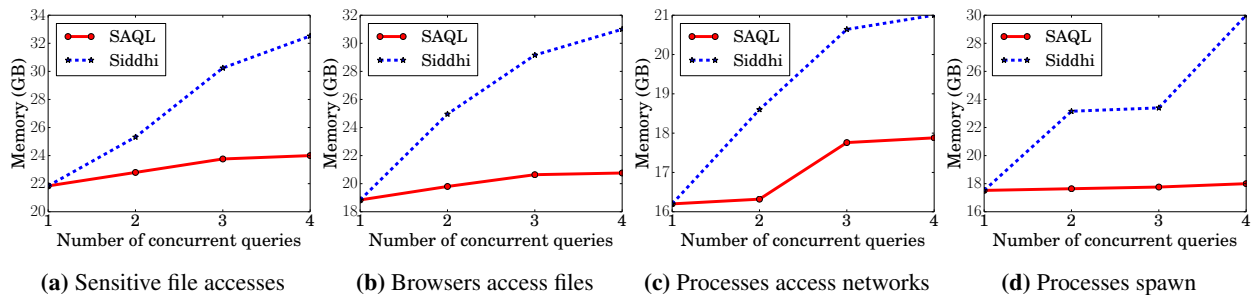 34
32
30
28
26
24
22
20
Memory (GB)
SAQL
Siddhi
1 2 3 4
Number of concurrent queries
(a) Sensitive file accesses
32
30
28
26
24
22
20
18
Memory (GB)
SAQL
Siddhi
1 2 3 4
Number of concurrent queries
(b) Browsers access files
21
20
19
18
17
16
Memory (GB)
SAQL
Siddhi
1 2 3 4
Number of concurrent queries
(c) Processes access networks
30
28
26
24
22
20
18
16
Memory (GB)
SAQL
Siddhi
1 2 3 4
Number of concurrent queries
(d) Processes spawn